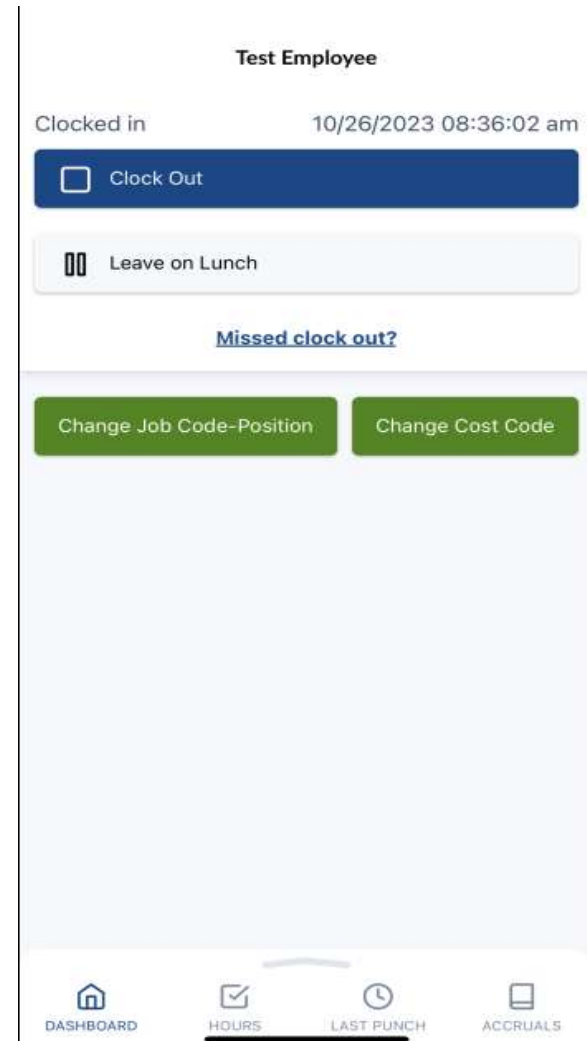 Test Employee
Clocked in 10/26/2023 08:36:02 am
Clock Out
Leave on Lunch
Missed clock out?
Change Job Code-Position Change Cost Code
DASHBOARD HOURS LAST PUNCH ACCRUALS